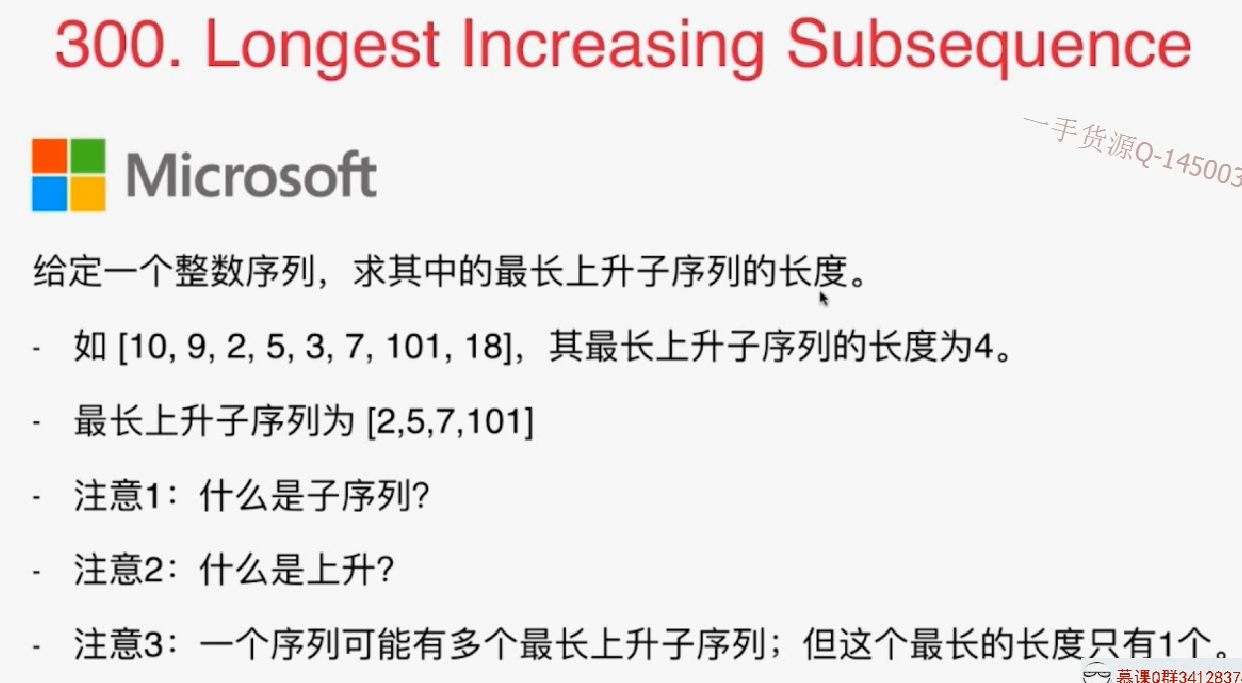 300. Longest Increasing Subsequence
一手货源Q-145003
Microsoft
给定一个整数序列，求其中的最长上升子序列的长度。
- 如 [10, 9, 2, 5, 3, 7, 101, 18]，其最长上升子序列的长度为4。
- 最长上升子序列为 [2,5,7,101]
- 注意1：什么是子序列？
- 注意2：什么是上升？
- 注意3：一个序列可能有多个最长上升子序列；但这个最长的长度只有1个。
慕课Q群3412837